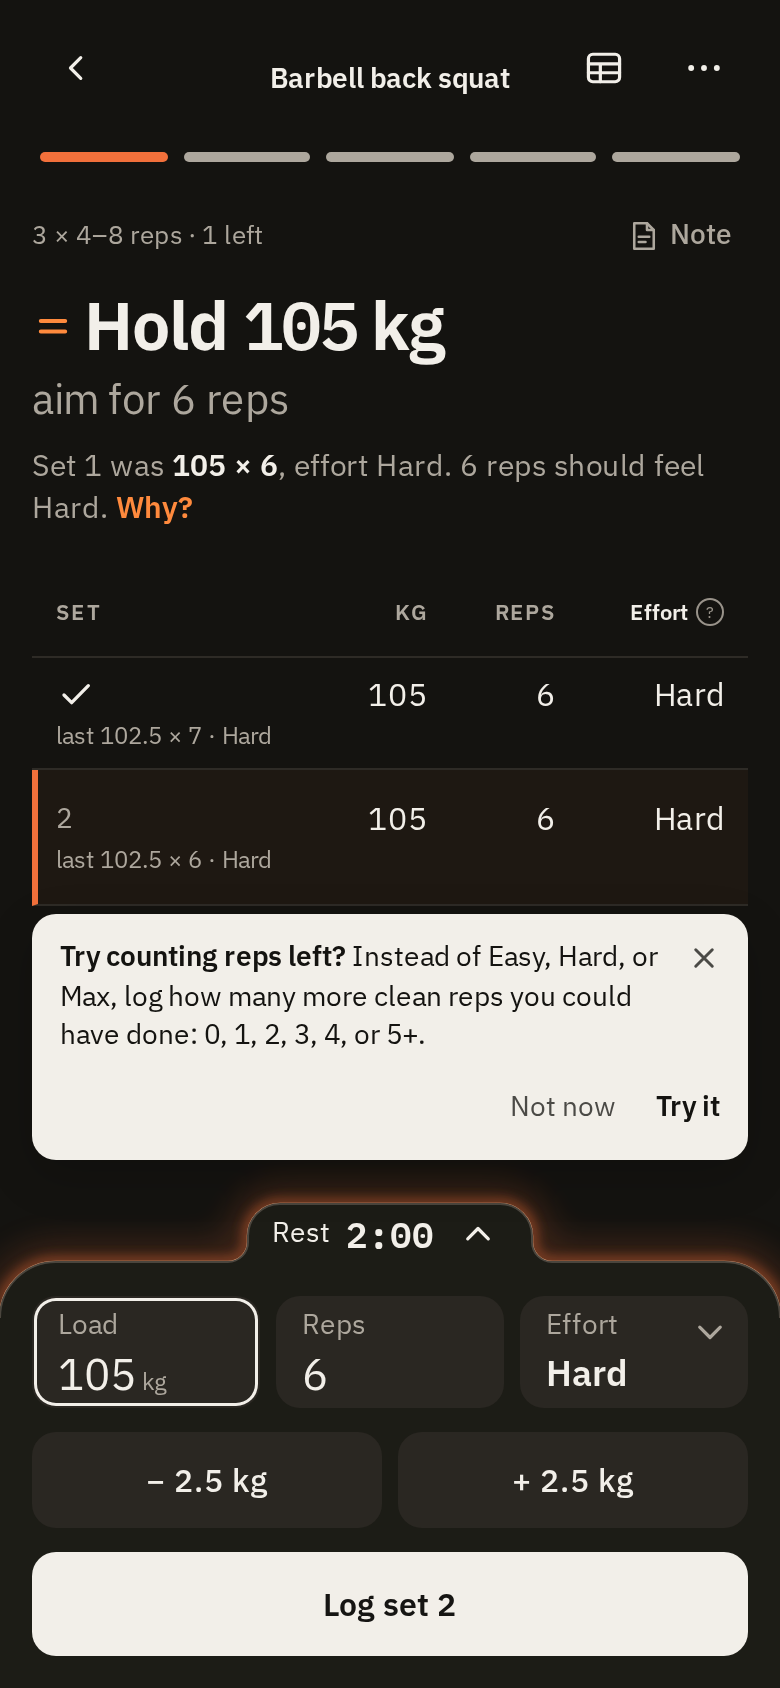 Barbell back squat
3 × 4–8 reps · 1 left
Note
= Hold 105 kg
aim for 6 reps
Set 1 was 105 × 6, effort Hard. 6 reps should feel
Hard. Why?
SET KG REPS Effort ?
✓ 105 6 Hard
last 102.5 × 7 · Hard
2 105 6 Hard
last 102.5 × 6 · Hard
Try counting reps left? Instead of Easy, Hard, or
Max, log how many more clean reps you could
have done: 0, 1, 2, 3, 4, or 5+.
Not now Try it
Rest 2:00
Load Reps Effort
105 kg 6 Hard
– 2.5 kg + 2.5 kg
Log set 2